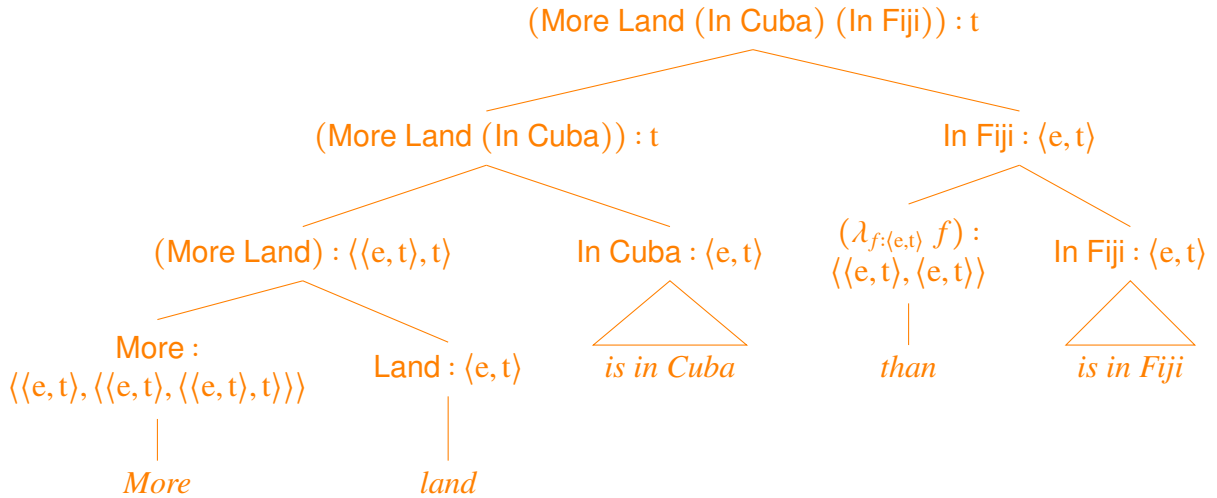 (More Land (In Cuba) (In Fiji)) : t
(More Land (In Cuba)) : t
In Fiji : ⟨e, t⟩
(More Land) : ⟨⟨e, t⟩, t⟩
In Cuba : ⟨e, t⟩
(λ_{f:⟨e,t⟩} f) :
⟨⟨e, t⟩, ⟨e, t⟩⟩
In Fiji : ⟨e, t⟩
More :
⟨⟨e, t⟩, ⟨⟨e, t⟩, ⟨⟨e, t⟩, t⟩⟩⟩
Land : ⟨e, t⟩
is in Cuba
than
is in Fiji
More
land